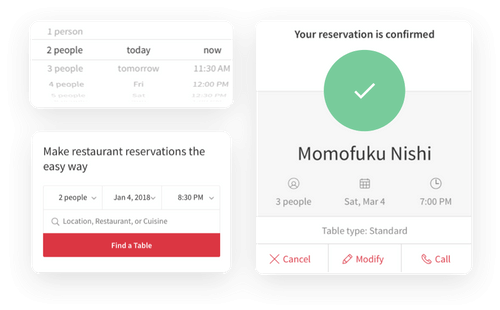 1 person
2 people today now
3 people tomorrow 11:30 AM
4 people Fri 12:00 PM
5 people Sat 12:30 PM
Make restaurant reservations the
easy way
2 people Jan 4, 2018 8:30 PM
Location, Restaurant, or Cuisine
Find a Table
Your reservation is confirmed
Momofuku Nishi
3 people Sat, Mar 4 7:00 PM
Table type: Standard
Cancel Modify Call